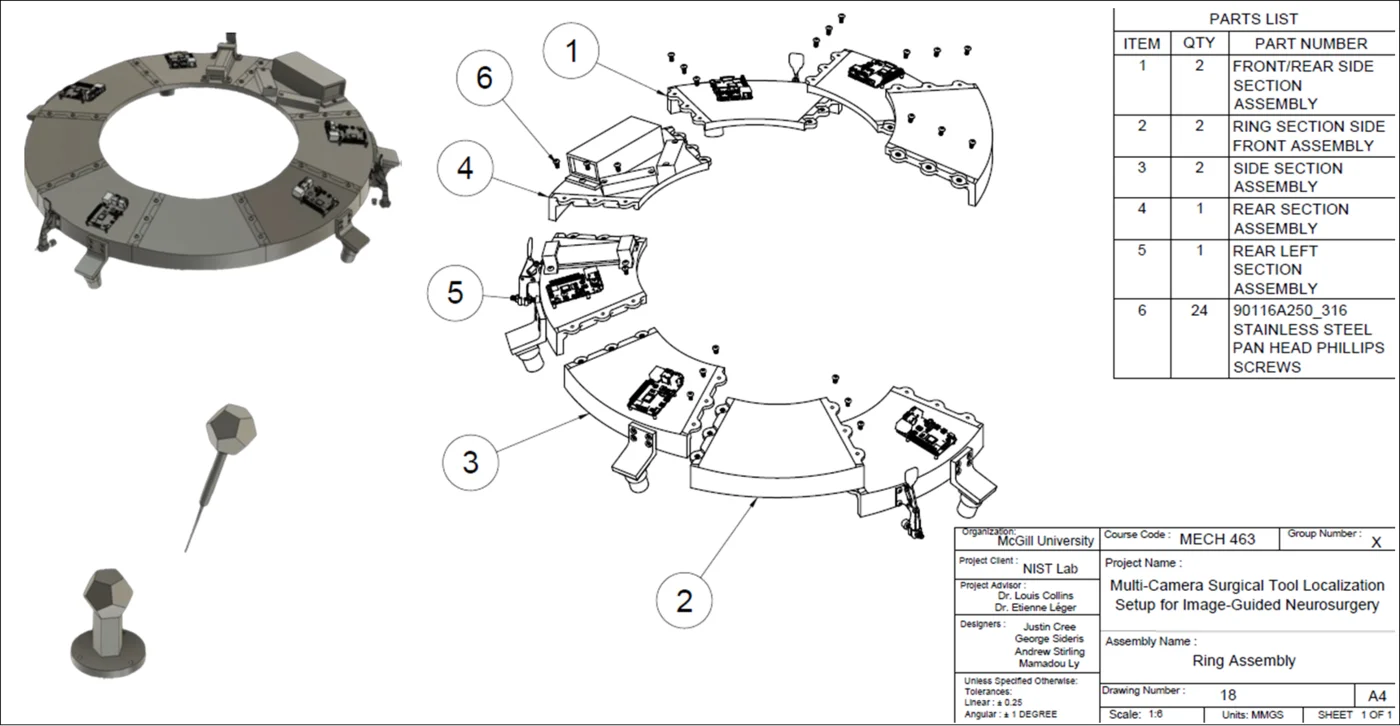 PARTS LIST
ITEM QTY PART NUMBER
1 2 FRONT/REAR SIDE
SECTION
ASSEMBLY
2 2 RING SECTION SIDE
FRONT ASSEMBLY
3 2 SIDE SECTION
ASSEMBLY
4 1 REAR SECTION
ASSEMBLY
5 1 REAR LEFT
SECTION
ASSEMBLY
6 24 90116A250_316
STAINLESS STEEL
PAN HEAD PHILLIPS
SCREWS
1
6
4
5
3
2
Organization:
McGill University
Course Code : MECH 463
Group Number :
X
Project Client :
NIST Lab
Project Advisor :
Dr. Louis Collins
Dr. Etienne Léger
Designers :
Justin Cree
George Sideris
Andrew Stirling
Mamadou Ly
Unless Specified Otherwise:
Tolerances:
Linear : ± 0.25
Angular : ± 1 DEGREE
Project Name :
Multi-Camera Surgical Tool Localization
Setup for Image-Guided Neurosurgery
Assembly Name :
Ring Assembly
Drawing Number :
18
A4
Scale: 1:6
Units: MMGS
SHEET 1 OF 1